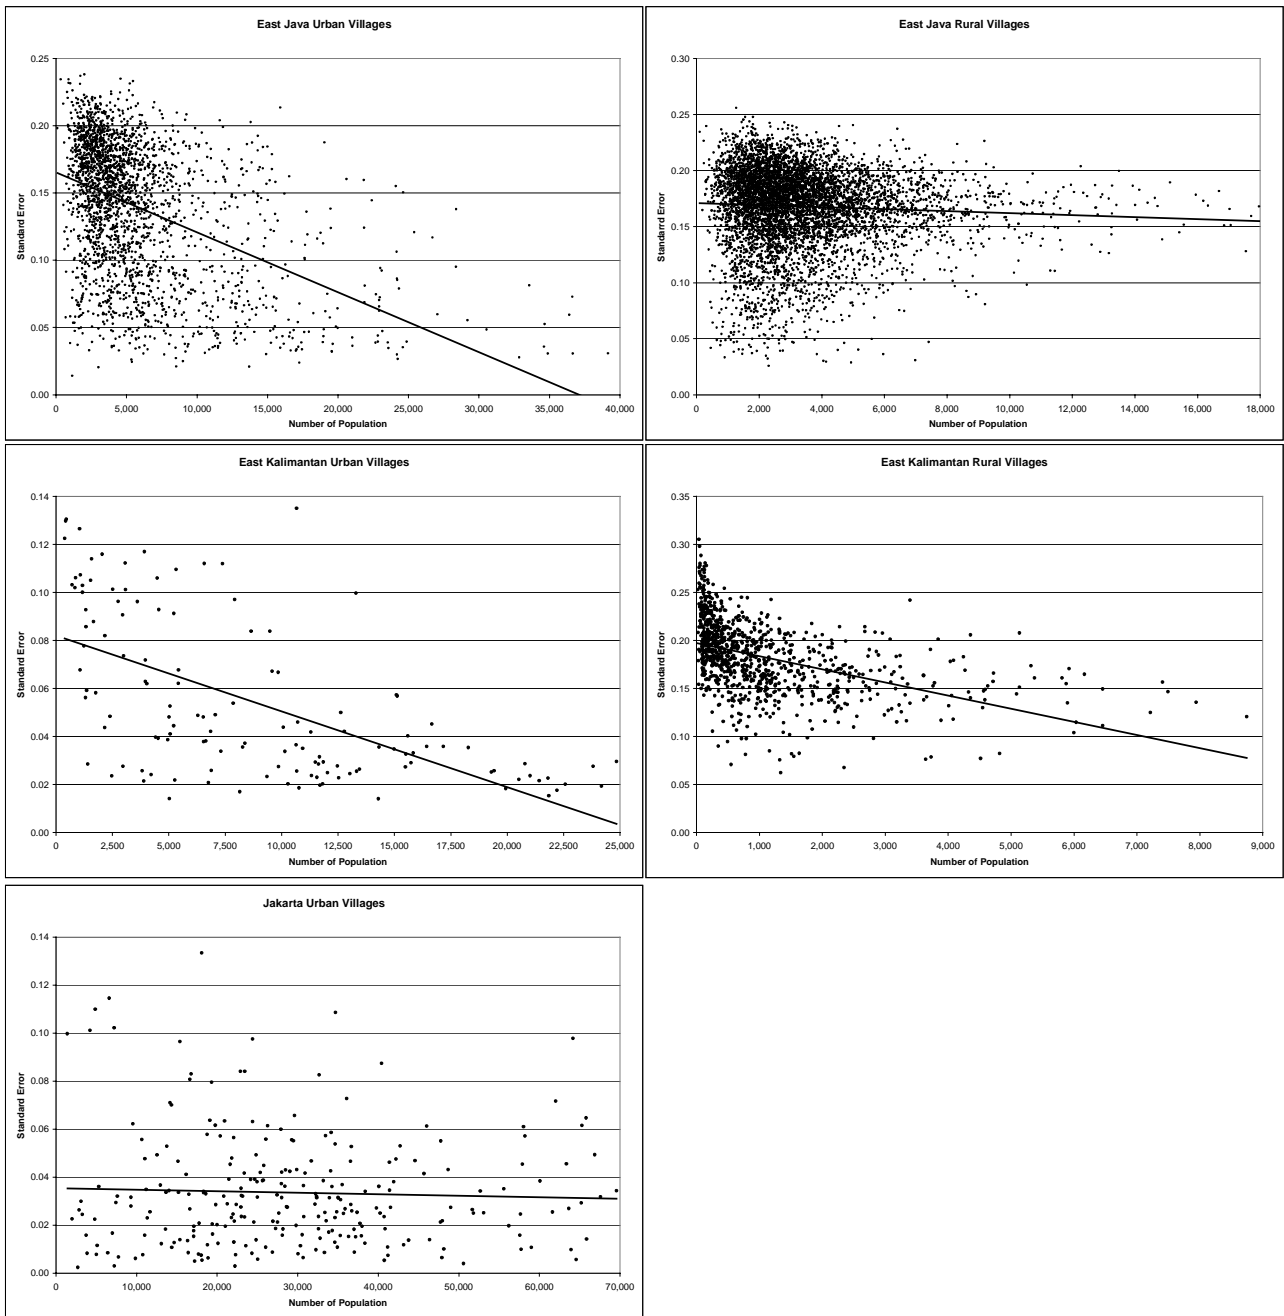 East Java Urban Villages
0.25
0.20
0.15
0.10
0.05
0.00
Standard Error
0 5,000 10,000 15,000 20,000 25,000 30,000 35,000 40,000
Number of Population
East Java Rural Villages
0.30
0.25
0.20
0.15
0.10
0.05
0.00
Standarrd Error
0 2,000 4,000 6,000 8,000 10,000 12,000 14,000 16,000 18,000
Number of Population
East Kalimantan Urban Villages
0.14
0.12
0.10
0.08
0.06
0.04
0.02
0.00
Standard Error
0 2,500 5,000 7,500 10,000 12,500 15,000 17,500 20,000 22,500 25,000
Number of Population
East Kalimantan Rural Villages
0.35
0.30
0.25
0.20
0.15
0.10
0.05
0.00
Standard Error
0 1,000 2,000 3,000 4,000 5,000 6,000 7,000 8,000 9,000
Number of Population
Jakarta Urban Villages
0.14
0.12
0.10
0.08
0.06
0.04
0.02
0.00
Standard Error
0 10,000 20,000 30,000 40,000 50,000 60,000 70,000
Number of Population